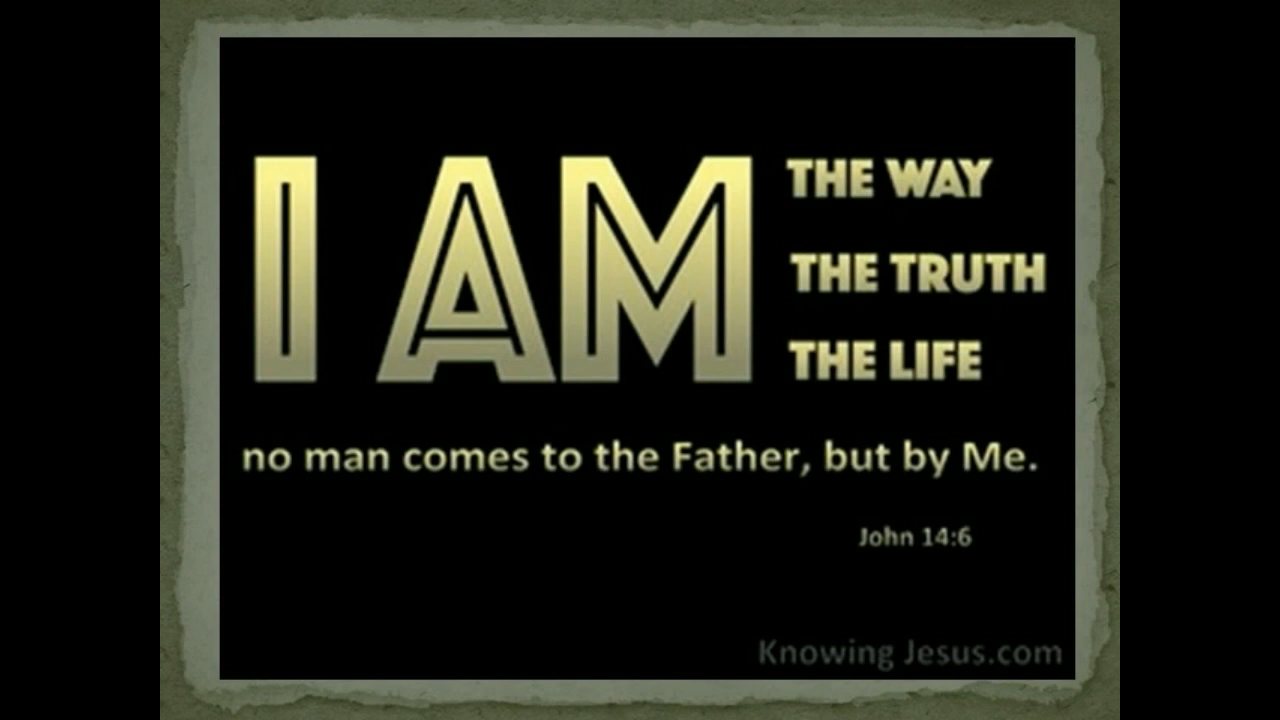 I AM
THE WAY
THE TRUTH
THE LIFE
no man comes to the Father, but by Me.
John 14:6
Knowing Jesus.com